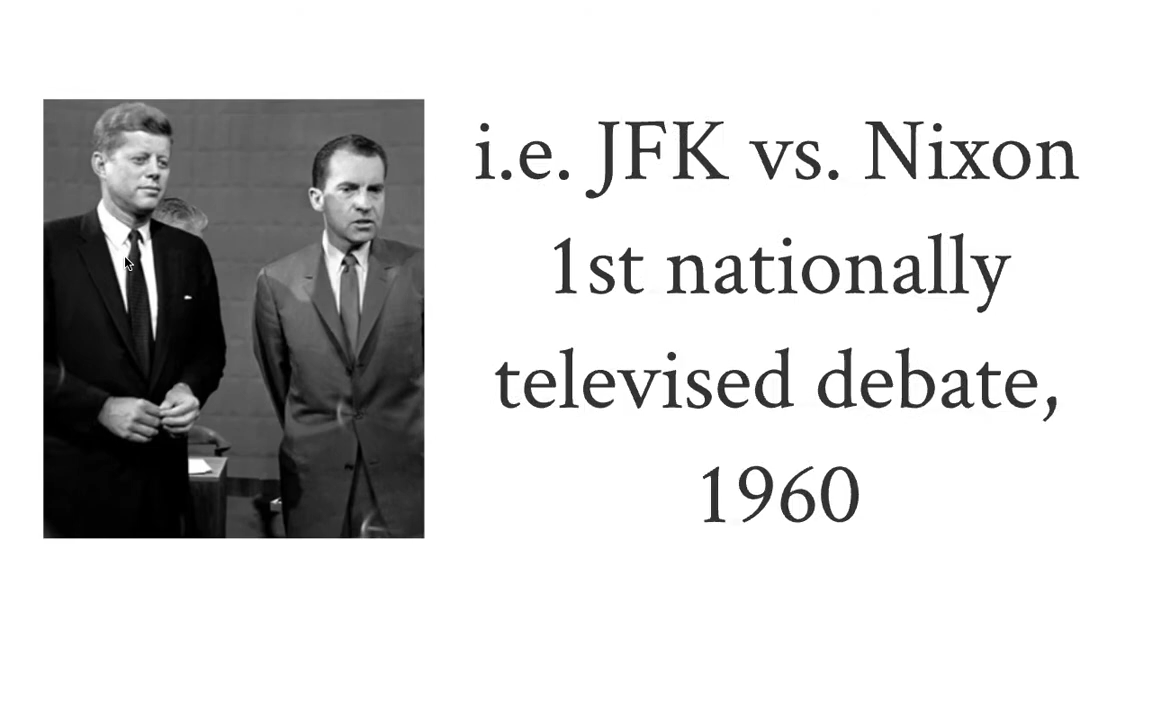 i.e. JFK vs. Nixon
1st nationally
televised debate,
1960